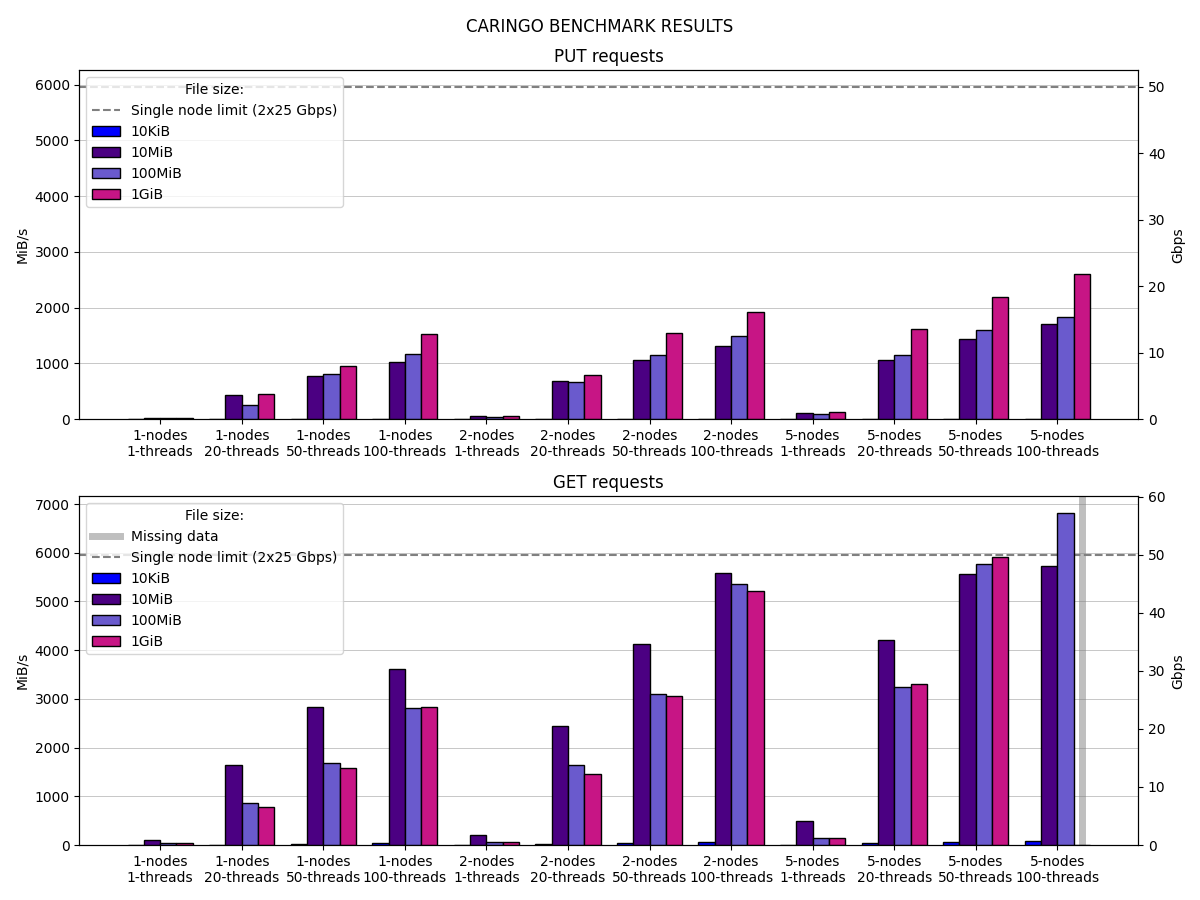 CARINGO BENCHMARK RESULTS
PUT requests
File size:
Single node limit (2x25 Gbps)
10KiB
10MiB
100MiB
1GiB
MiB/s
6000
5000
4000
3000
2000
1000
0
Gbps
50
40
30
20
10
0
1-nodes 1-nodes 1-nodes 1-nodes 2-nodes 2-nodes 2-nodes 2-nodes 5-nodes 5-nodes 5-nodes 5-nodes
1-threads 20-threads 50-threads 100-threads 1-threads 20-threads 50-threads 100-threads 1-threads 20-threads 50-threads 100-threads
GET requests
File size:
Missing data
Single node limit (2x25 Gbps)
10KiB
10MiB
100MiB
1GiB
MiB/s
7000
6000
5000
4000
3000
2000
1000
0
Gbps
60
50
40
30
20
10
0
1-nodes 1-nodes 1-nodes 1-nodes 2-nodes 2-nodes 2-nodes 2-nodes 5-nodes 5-nodes 5-nodes 5-nodes
1-threads 20-threads 50-threads 100-threads 1-threads 20-threads 50-threads 100-threads 1-threads 20-threads 50-threads 100-threads